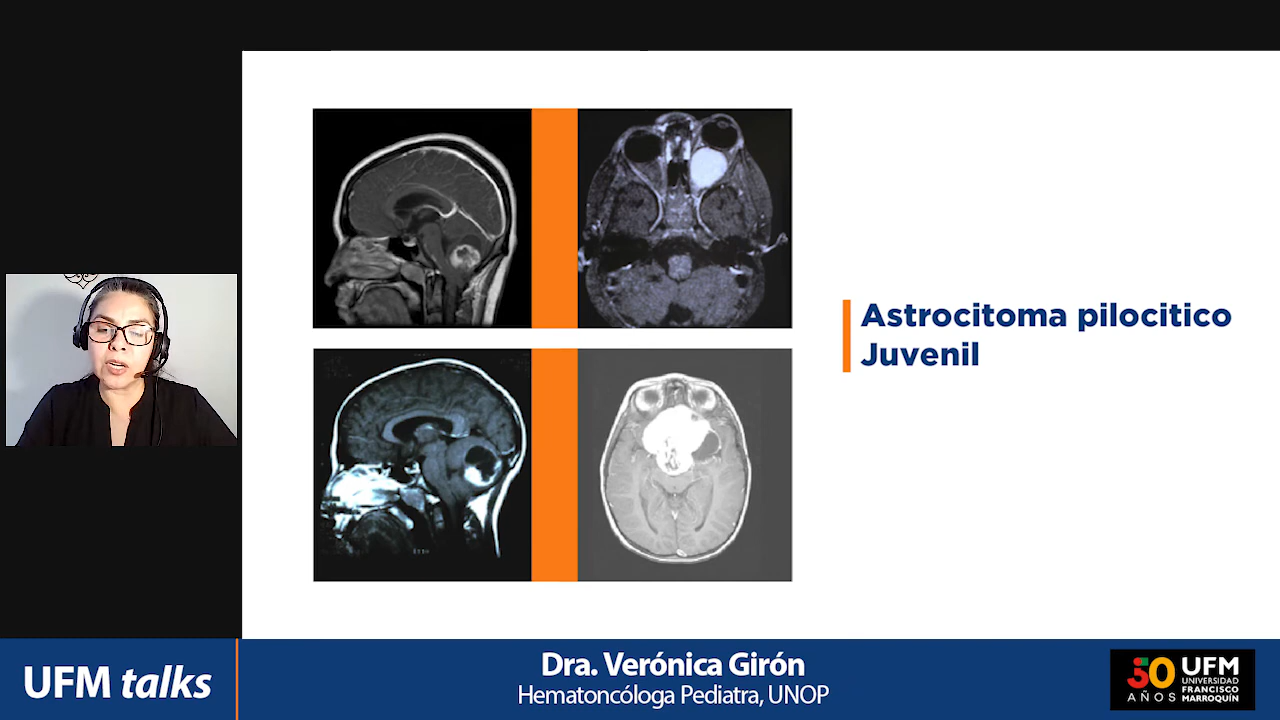 Astrocitoma pilocitico
Juvenil
UFM talks
Dra. Verónica Girón
Hematoncóloga Pediatra, UNOP
50
AÑOS
UFM
UNIVERSIDAD
FRANCISCO
MARROQUÍN